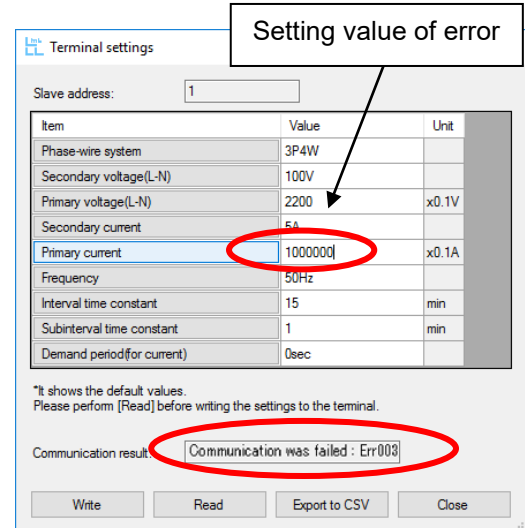 Setting value of error
Terminal settings
Slave address: 1
Item Value Unit
Phase-wire system 3P4W
Secondary voltage(L-N) 100V
Primary voltage(L-N) 2200 x0.1V
Secondary current 5A
Primary current 1000000 x0.1A
Frequency 50Hz
Interval time constant 15 min
Subinterval time constant 1 min
Demand period(for current) 0sec
*It shows the default values.
Please perform [Read] before writing the settings to the terminal.
Communication result: Communication was failed : Err003
Write Read Export to CSV Close